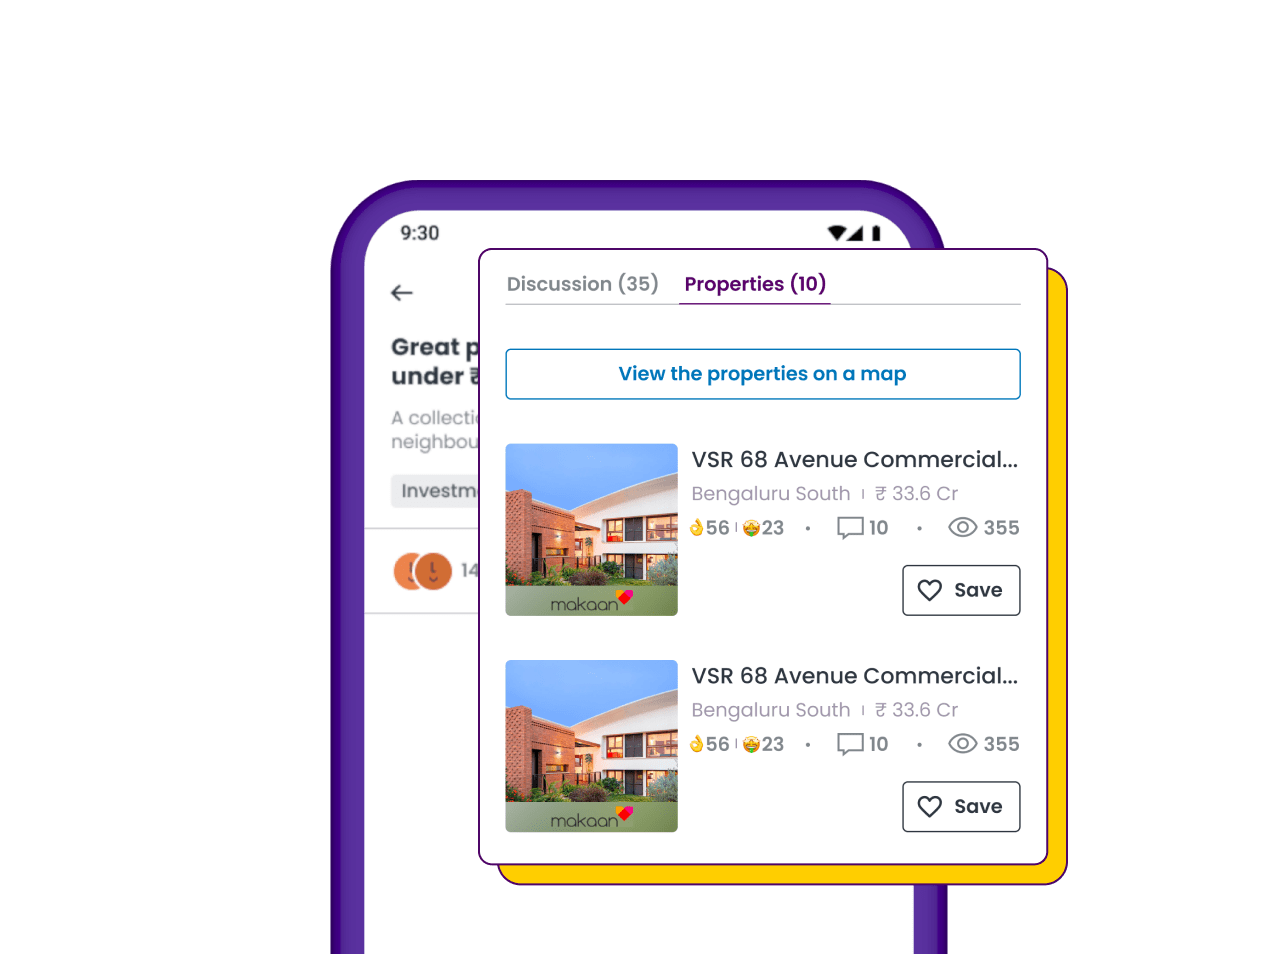 9:30
Great p
under ₹
A collecti
neighbou
Investm
14
Discussion (35) Properties (10)
View the properties on a map
VSR 68 Avenue Commercial...
Bengaluru South | ₹ 33.6 Cr
👌56 | 🤩23 • 10 • 355
makaan
Save
VSR 68 Avenue Commercial...
Bengaluru South | ₹ 33.6 Cr
👌56 | 🤩23 • 10 • 355
makaan
Save